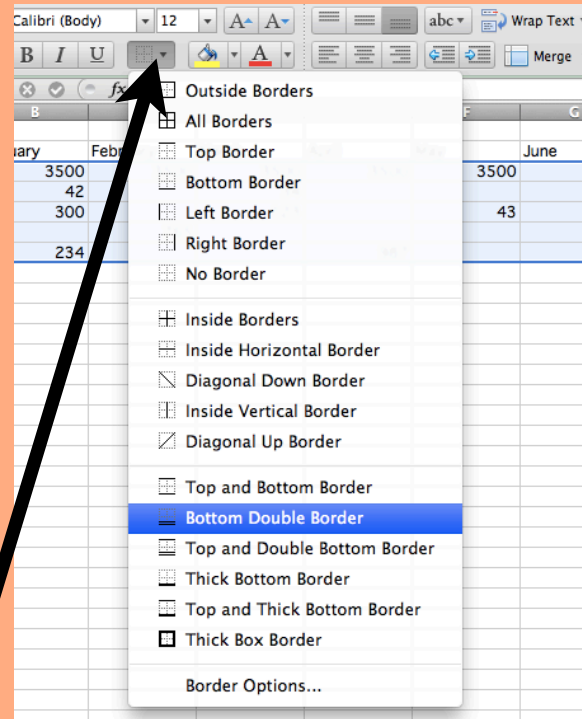 Calibri (Body) 12 A A abc Wrap Text
B I U A Merge
fx
B F G
uary Febr June
3500 3500
42
300 43
234
Outside Borders
All Borders
Top Border
Bottom Border
Left Border
Right Border
No Border
Inside Borders
Inside Horizontal Border
Diagonal Down Border
Inside Vertical Border
Diagonal Up Border
Top and Bottom Border
Bottom Double Border
Top and Double Bottom Border
Thick Bottom Border
Top and Thick Bottom Border
Thick Box Border
Border Options...